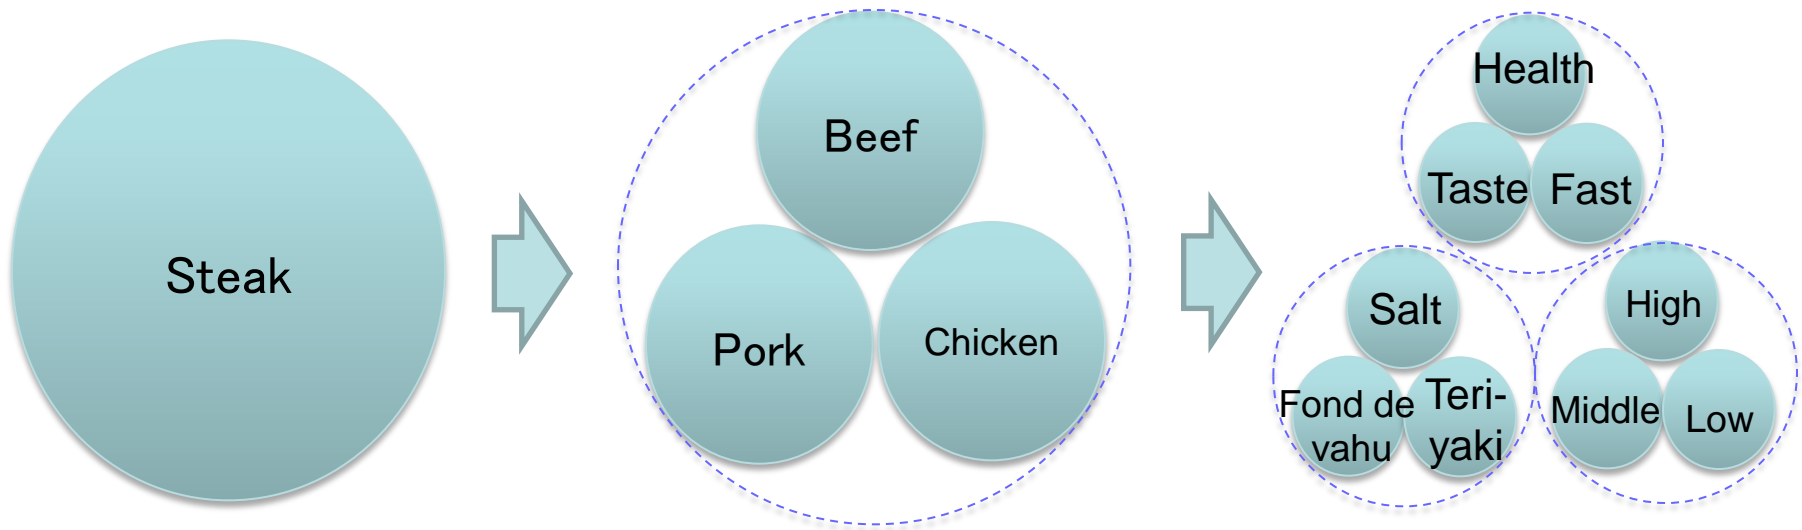 Steak
Beef
Pork
Chicken
Health
Taste
Fast
Salt
Fond de
vahu
Teri-
yaki
High
Middle
Low